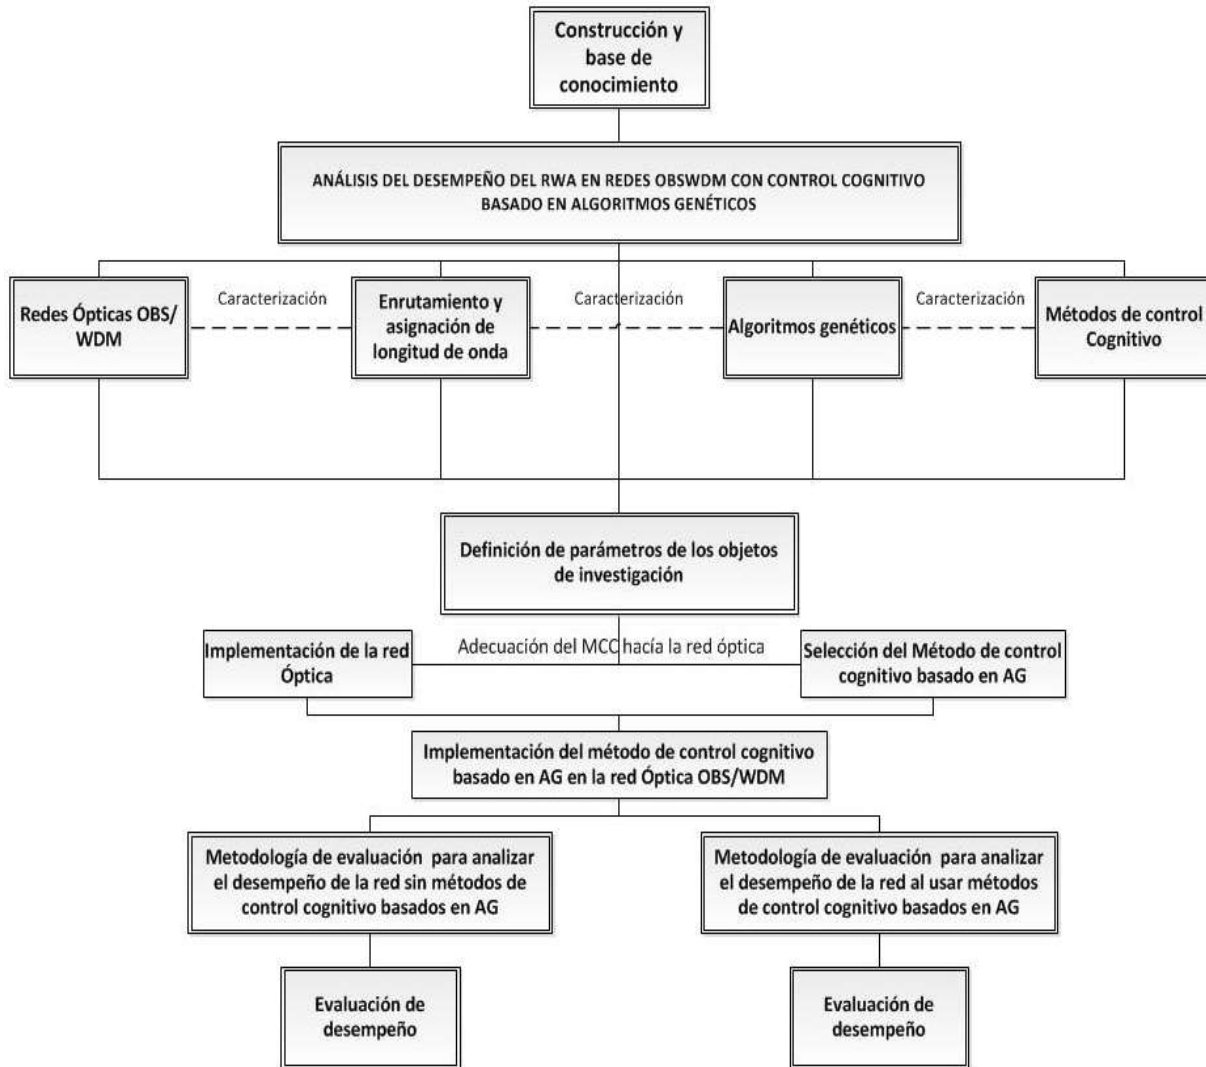 Construcción y
base de
conocimiento
ANÁLISIS DEL DESEMPEÑO DEL RWA EN REDES OBSWDM CON CONTROL COGNITIVO
BASADO EN ALGORITMOS GENÉTICOS
Redes Ópticas OBS/
WDM
Caracterización
Enrutamiento y
asignación de
longitud de onda
Caracterización
Algoritmos genéticos
Caracterización
Métodos de control
Cognitivo
Definición de parámetros de los objetos
de investigación
Implementación de la red
Óptica
Adecuación del MCC hacía la red óptica
Selección del Método de control
cognitivo basado en AG
Implementación del método de control cognitivo
basado en AG en la red Óptica OBS/WDM
Metodología de evaluación para analizar
el desempeño de la red sin métodos de
control cognitivo basados en AG
Metodología de evaluación para analizar
el desempeño de la red al usar métodos
de control cognitivo basados en AG
Evaluación de
desempeño
Evaluación de
desempeño